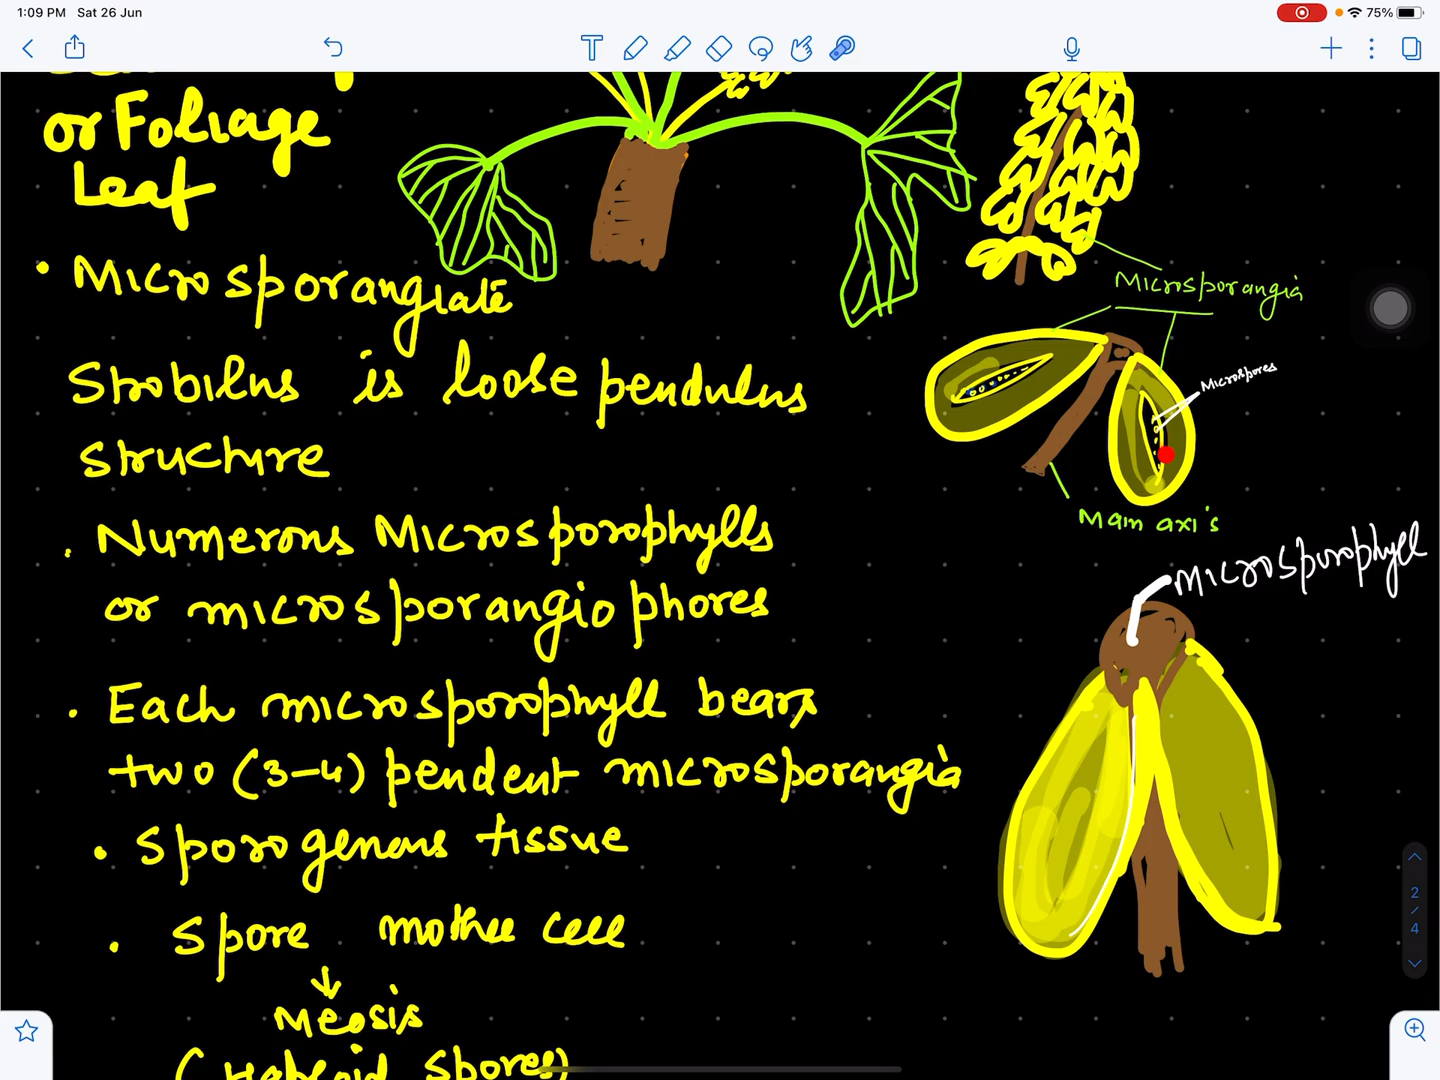 1:09 PM Sat 26 Jun
75%
or Foliage
Leaf
• Microsporangiate
Strobilus is loose pendulus
structure
. Numerous Microsporophylls
or microsporangiophores
. Each microsporophyll bears
two (3-4) pendent microsporangia
• Sporogenous tissue
. Spore mother cell
↓
Meosis
(Haploid spores)
Microsporangia
Microspores
Main axis
Microsporophyll
2
/
4